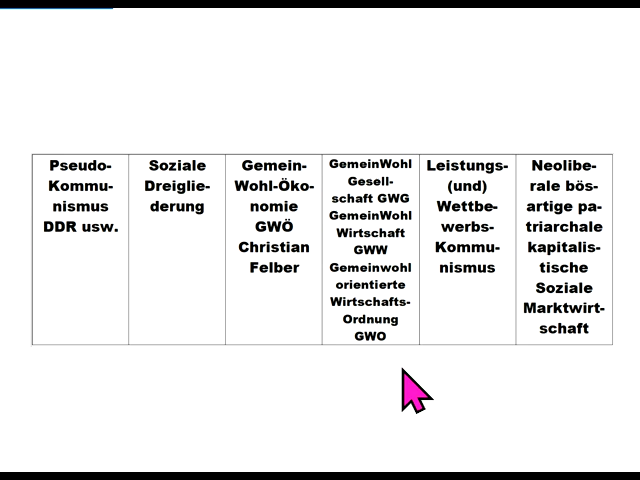 Pseudo-
Kommu-
nismus
DDR usw.
Soziale
Dreiglie-
derung
Gemein-
Wohl-Öko-
nomie
GWÖ
Christian
Felber
GemeinWohl
Gesell-
schaft GWG
GemeinWohl
Wirtschaft
GWW
Gemeinwohl
orientierte
Wirtschafts-
Ordnung
GWO
Leistungs-
(und)
Wettbe-
werbs-
Kommu-
nismus
Neolibe-
rale bös-
artige pa-
triarchale
kapitalis-
tische
Soziale
Marktwirt-
schaft